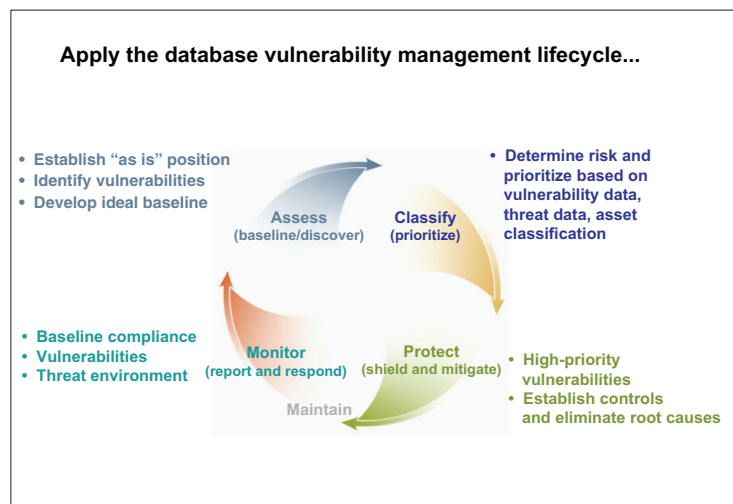 Apply the database vulnerability management lifecycle...
• Establish “as is” position
• Identify vulnerabilities
• Develop ideal baseline
Assess
(baseline/discover)
Classify
(prioritize)
• Determine risk and
prioritize based on
vulnerability data,
threat data, asset
classification
• Baseline compliance
• Vulnerabilities
• Threat environment
Monitor
(report and respond)
Maintain
Protect
(shield and mitigate)
• High-priority
vulnerabilities
• Establish controls
and eliminate root causes